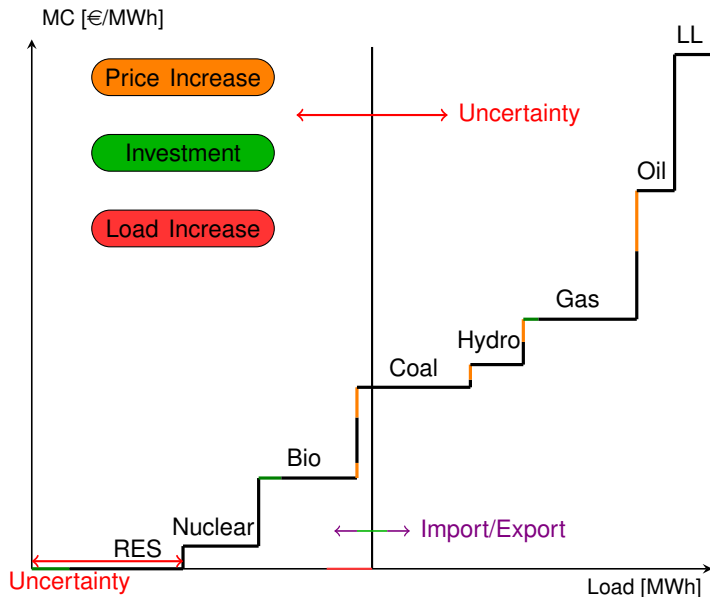 MC [€/MWh]
LL
Price Increase
Uncertainty
Investment
Oil
Load Increase
Gas
Hydro
Coal
Bio
Nuclear
Import/Export
RES
Uncertainty
Load [MWh]